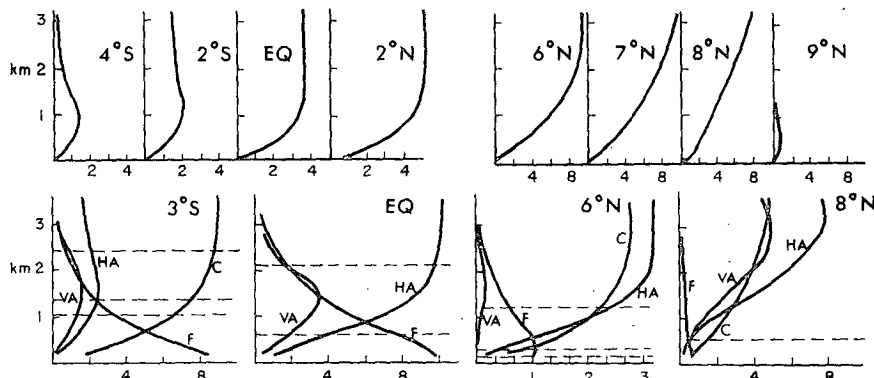 3
km 2
1
4°S 2°S EQ 2°N 6°N 7°N 8°N 9°N
2 4 2 4 2 4 2 4 4 8 4 8 4 8 4 8
3°S EQ 6°N 8°N
3
km 2
1
HA C VA F
HA VA F
C HA VA F
F VA HA C
4 8 4 8 1 2 3 4 8